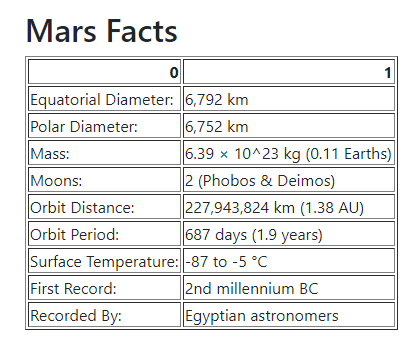 Mars Facts
0 1
Equatorial Diameter: 6,792 km
Polar Diameter: 6,752 km
Mass: 6.39 × 10^23 kg (0.11 Earths)
Moons: 2 (Phobos & Deimos)
Orbit Distance: 227,943,824 km (1.38 AU)
Orbit Period: 687 days (1.9 years)
Surface Temperature: -87 to -5 °C
First Record: 2nd millennium BC
Recorded By: Egyptian astronomers